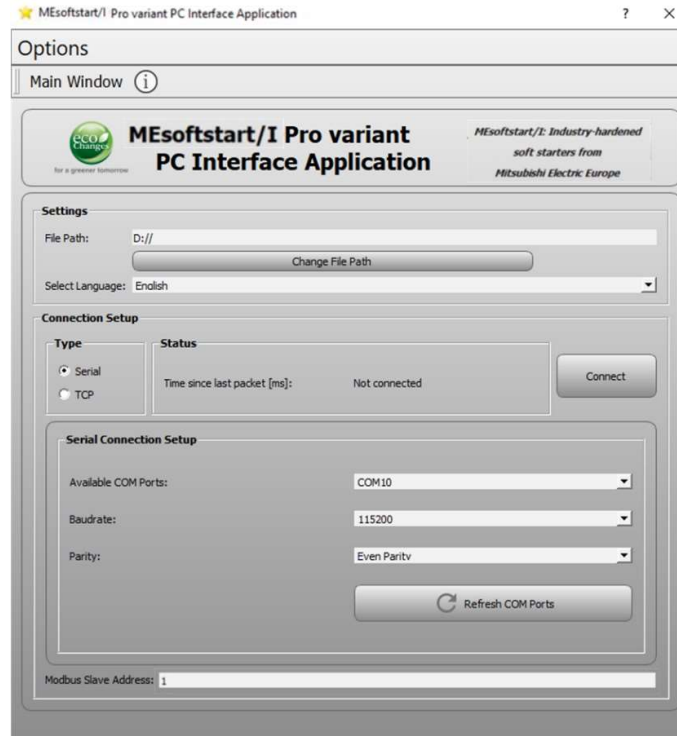 MEsoftstart/I Pro variant PC Interface Application
?
X
Options
Main Window i
eco
Changes
for a greener tomorrow
MEsoftstart/I Pro variant
PC Interface Application
MEsoftstart/I: Industry-hardened
soft starters from
Mitsubishi Electric Europe
Settings
File Path: D://
Change File Path
Select Language: English
Connection Setup
Type
Status
Serial
TCP
Time since last packet [ms]: Not connected
Connect
Serial Connection Setup
Available COM Ports: COM10
Baudrate: 115200
Parity: Even Parity
Refresh COM Ports
Modbus Slave Address: 1